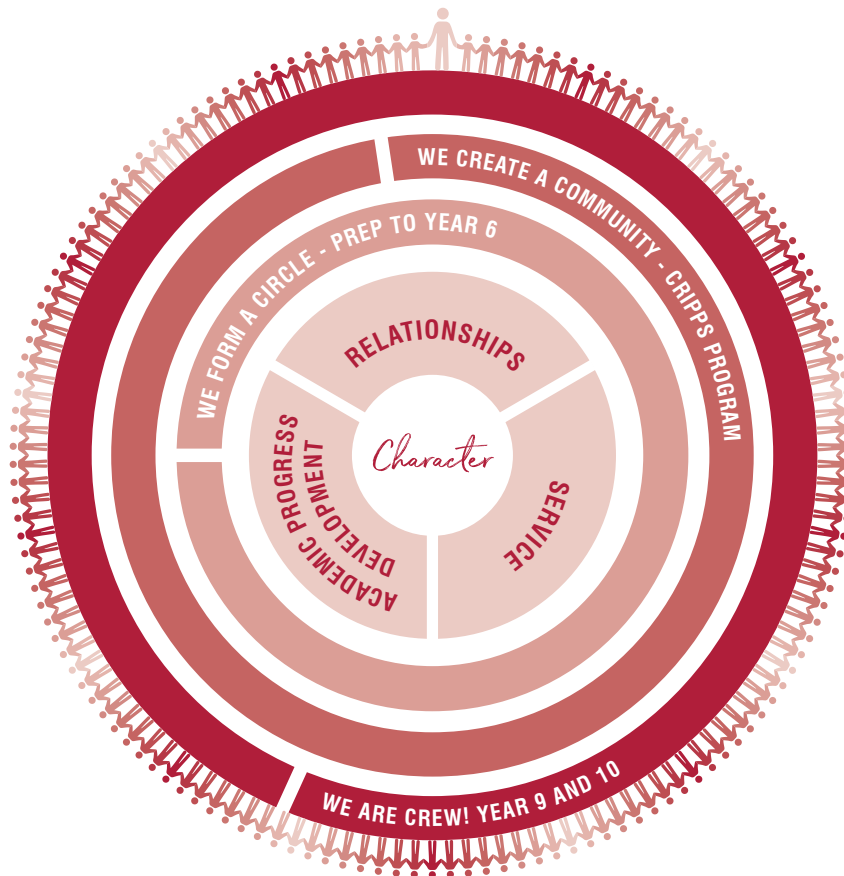 WE CREATE A COMMUNITY - CRIPPS PROGRAM
WE FORM A CIRCLE - PREP TO YEAR 6
RELATIONSHIPS
ACADEMIC PROGRESS
DEVELOPMENT
Character
SERVICE
WE ARE CREW! YEAR 9 AND 10